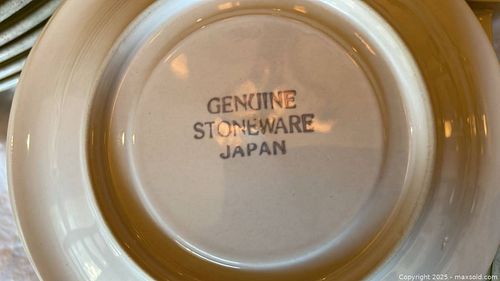 GENUINE
STONEWARE
JAPAN
Copyright 2025 - maxsold.com